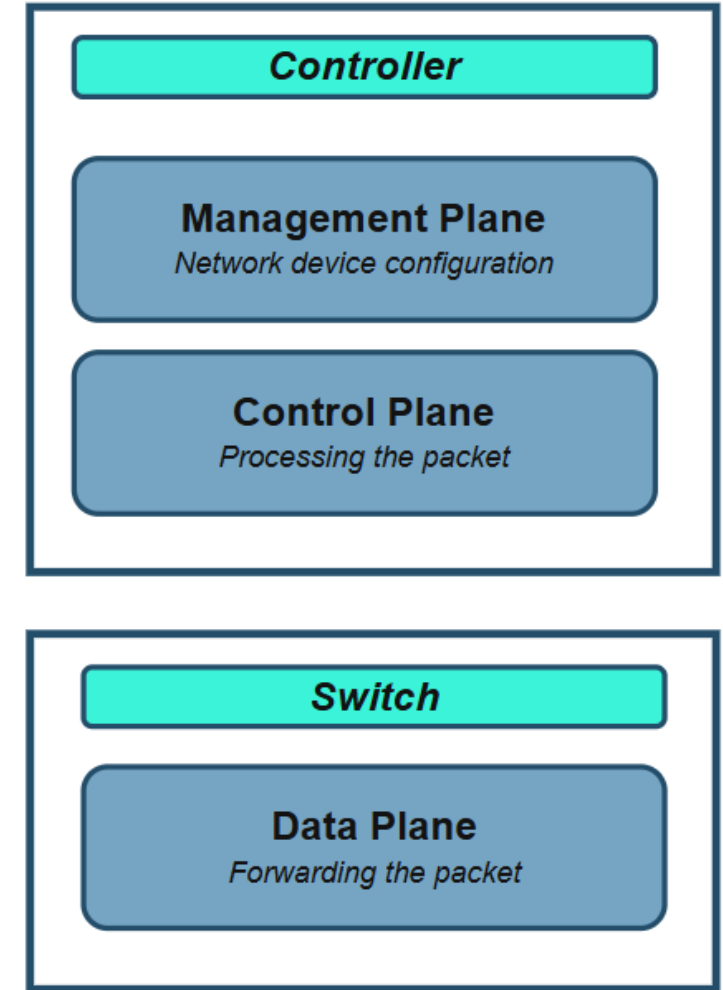 Controller
Management Plane
Network device configuration
Control Plane
Processing the packet
Switch
Data Plane
Forwarding the packet